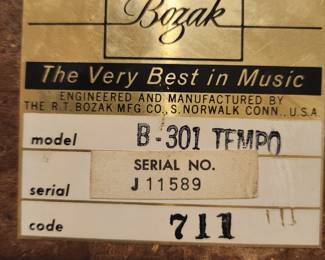 Bozak
The Very Best in Music
ENGINEERED AND MANUFACTURED BY
THE R.T. BOZAK MFG CO., S. NORWALK CONN., U.S.A.
model B-301 TEMPO
SERIAL NO.
serial J 11589
code 711